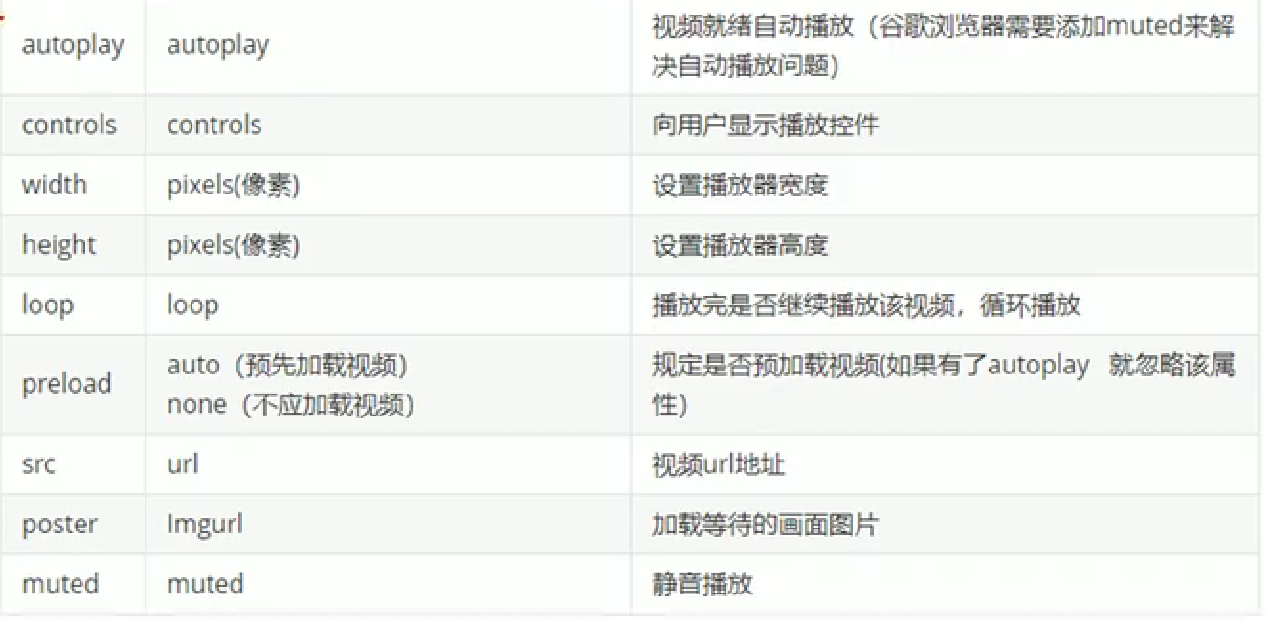 autoplay autoplay 视频就绪自动播放（谷歌浏览器需要添加muted来解
决自动播放问题）
controls controls 向用户显示播放控件
width pixels(像素) 设置播放器宽度
height pixels(像素) 设置播放器高度
loop loop 播放完是否继续播放该视频，循环播放
preload auto（预先加载视频） 规定是否预加载视频(如果有了autoplay 就忽略该属
none（不应加载视频） 性)
src url 视频url地址
poster Imgurl 加载等待的画面图片
muted muted 静音播放